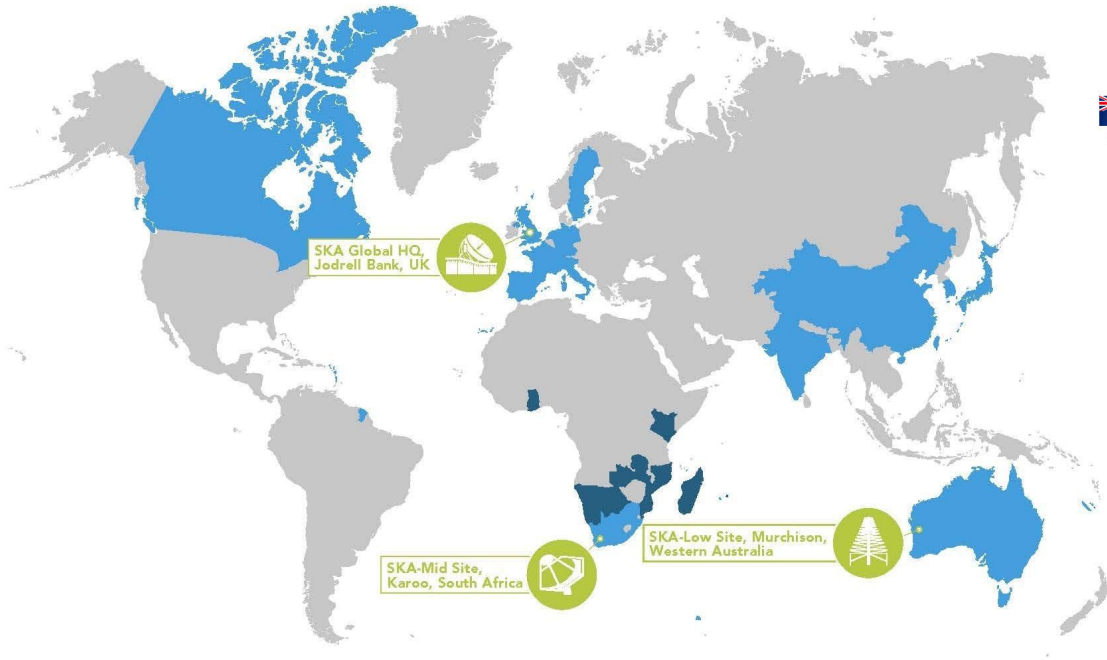 SKA Global HQ,
Jodrell Bank, UK
SKA-Low Site, Murchison,
Western Australia
SKA-Mid Site,
Karoo, South Africa